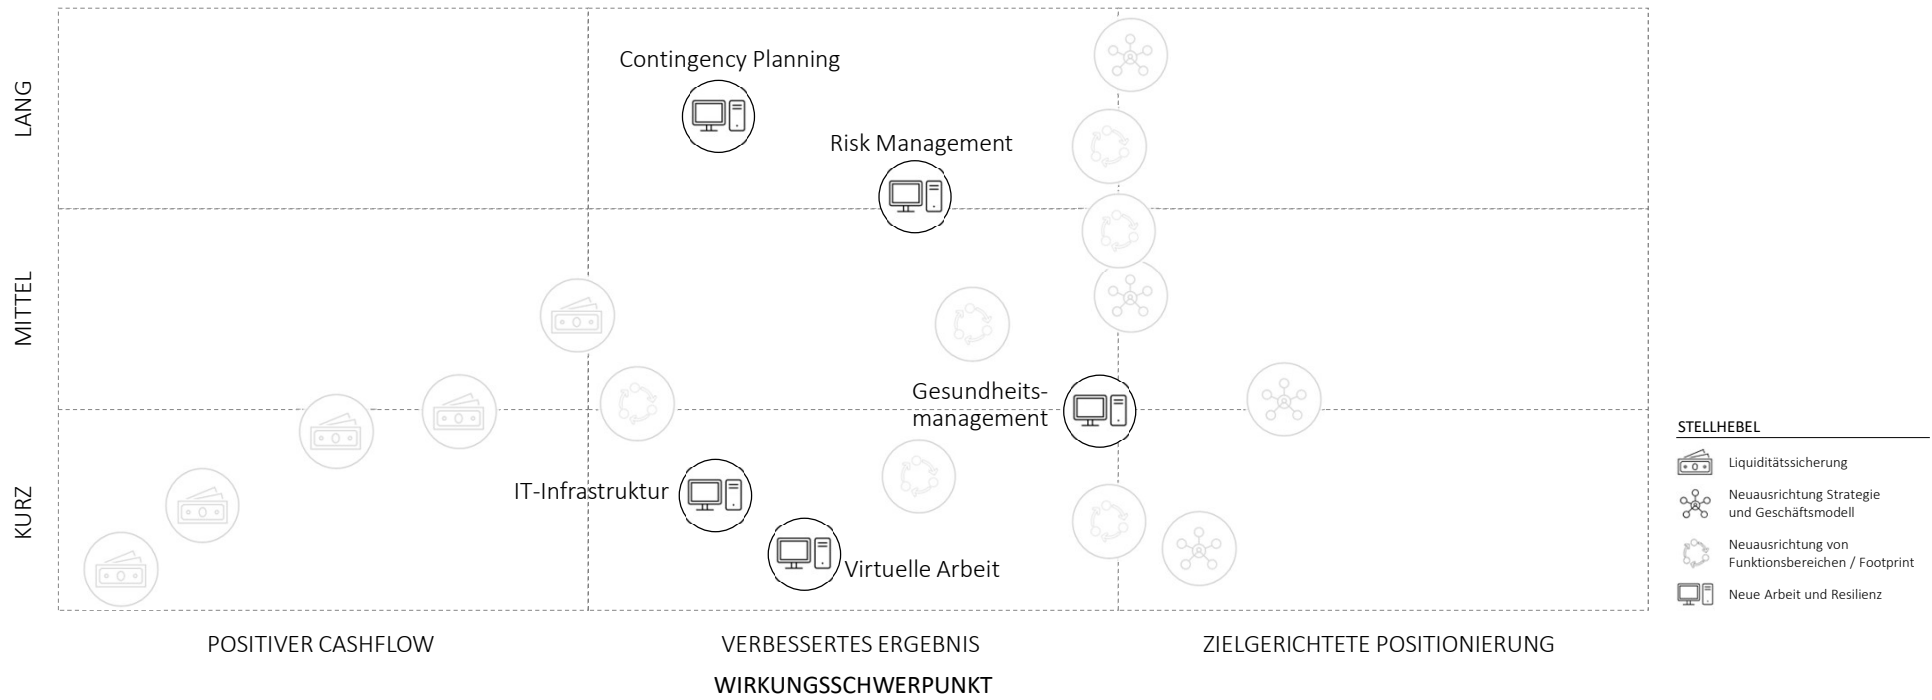 LANG
MITTEL
KURZ
Contingency Planning
Risk Management
Gesundheits-
management
IT-Infrastruktur
Virtuelle Arbeit
POSITIVER CASHFLOW
VERBESSERTES ERGEBNIS
ZIELGERICHTETE POSITIONIERUNG
WIRKUNGSSCHWERPUNKT
STELLHEBEL
Liquiditätssicherung
Neuausrichtung Strategie
und Geschäftsmodell
Neuausrichtung von
Funktionsbereichen / Footprint
Neue Arbeit und Resilienz